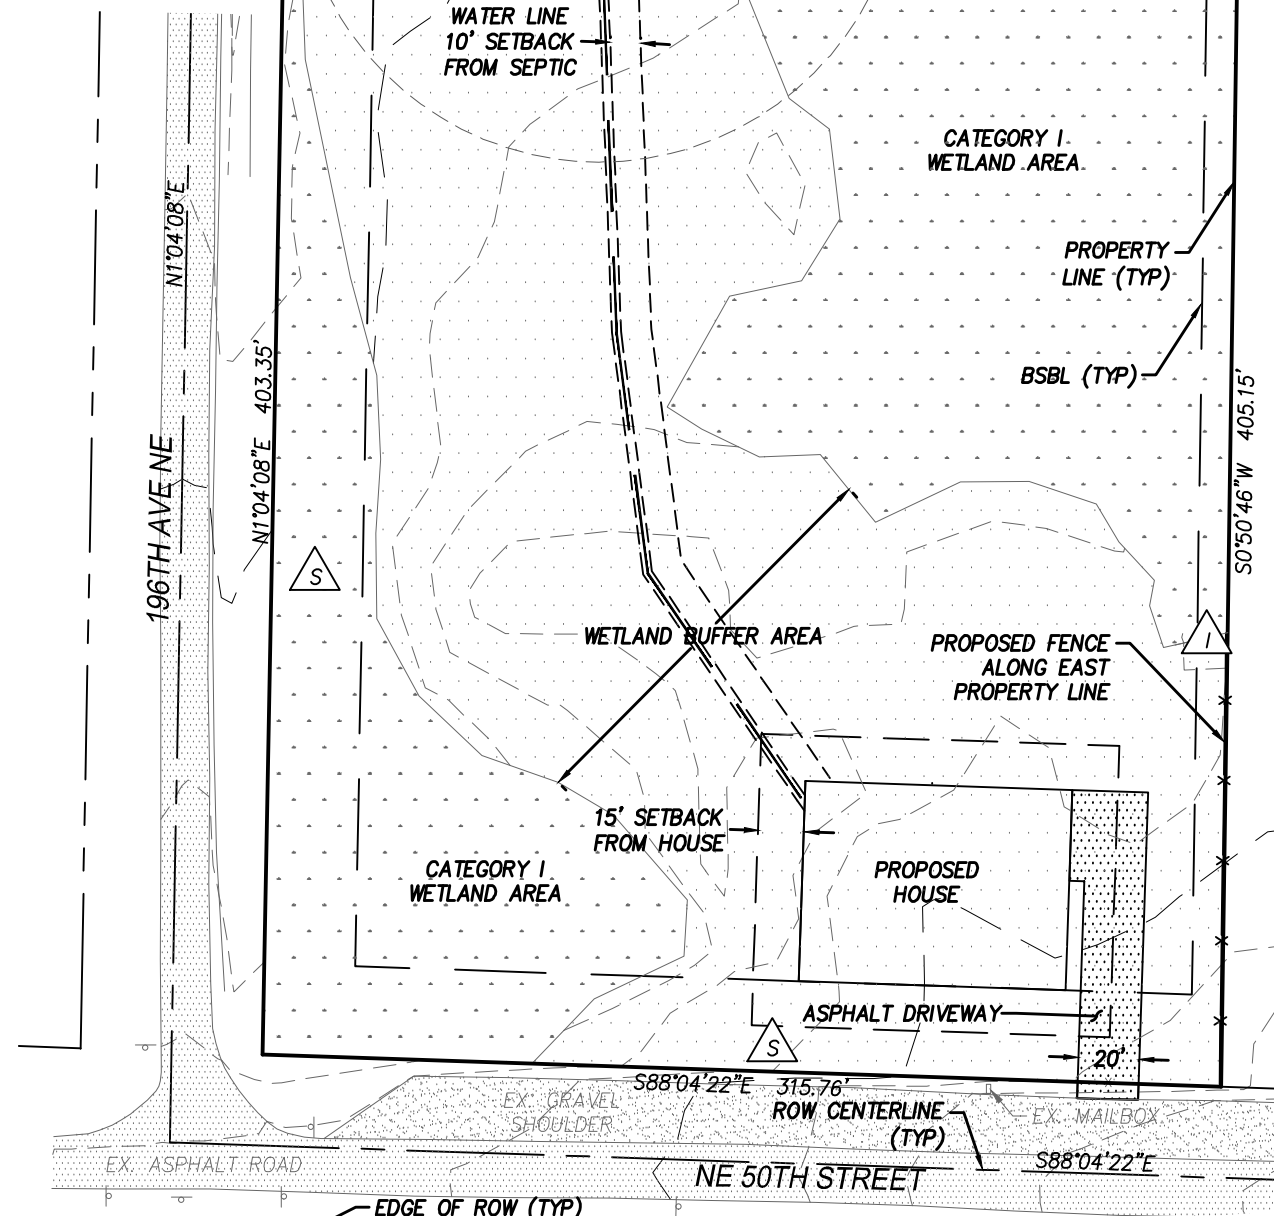 WATER LINE
10' SETBACK
FROM SEPTIC
CATEGORY I
WETLAND AREA
N1°04'08"E
PROPERTY
LINE (TYP)
BSBL (TYP)
N1°04'08"E 403.35'
S0°50'46"W 405.15'
196TH AVE NE
S
WETLAND BUFFER AREA
I
PROPOSED FENCE
ALONG EAST
PROPERTY LINE
15' SETBACK
FROM HOUSE
CATEGORY I
WETLAND AREA
PROPOSED
HOUSE
ASPHALT DRIVEWAY
S
20'
S88°04'22"E 315.76'
EX. GRAVEL
SHOULDER
ROW CENTERLINE
(TYP)
EX. MAILBOX
EX. ASPHALT ROAD
NE 50TH STREET
S88°04'22"E
EDGE OF ROW (TYP)